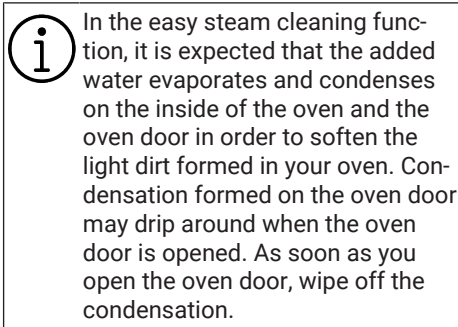 In the easy steam cleaning func-
tion, it is expected that the added
water evaporates and condenses
on the inside of the oven and the
oven door in order to soften the
light dirt formed in your oven. Con-
densation formed on the oven door
may drip around when the oven
door is opened. As soon as you
open the oven door, wipe off the
condensation.